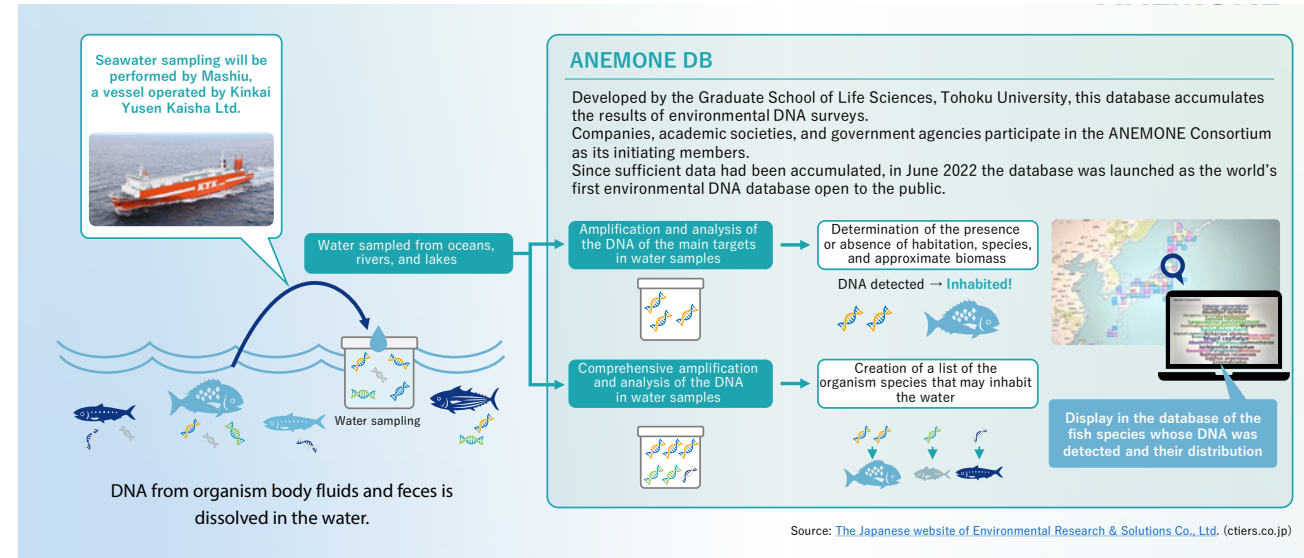 Seawater sampling will be
performed by Mashiu,
a vessel operated by Kinkai
Yusen Kaisha Ltd.
KYK
Water sampled from oceans,
rivers, and lakes
Water sampling
DNA from organism body fluids and feces is
dissolved in the water.
ANEMONE DB
Developed by the Graduate School of Life Sciences, Tohoku University, this database accumulates
the results of environmental DNA surveys.
Companies, academic societies, and government agencies participate in the ANEMONE Consortium
as its initiating members.
Since sufficient data had been accumulated, in June 2022 the database was launched as the world's
first environmental DNA database open to the public.
Amplification and analysis of
the DNA of the main targets
in water samples
Determination of the presence
or absence of habitation, species,
and approximate biomass
DNA detected → Inhabited!
Comprehensive amplification
and analysis of the DNA
in water samples
Creation of a list of the
organism species that may inhabit
the water
Mugil cephalus
Display in the database of the
fish species whose DNA was
detected and their distribution
Source: The Japanese website of Environmental Research & Solutions Co., Ltd. (ctiers.co.jp)